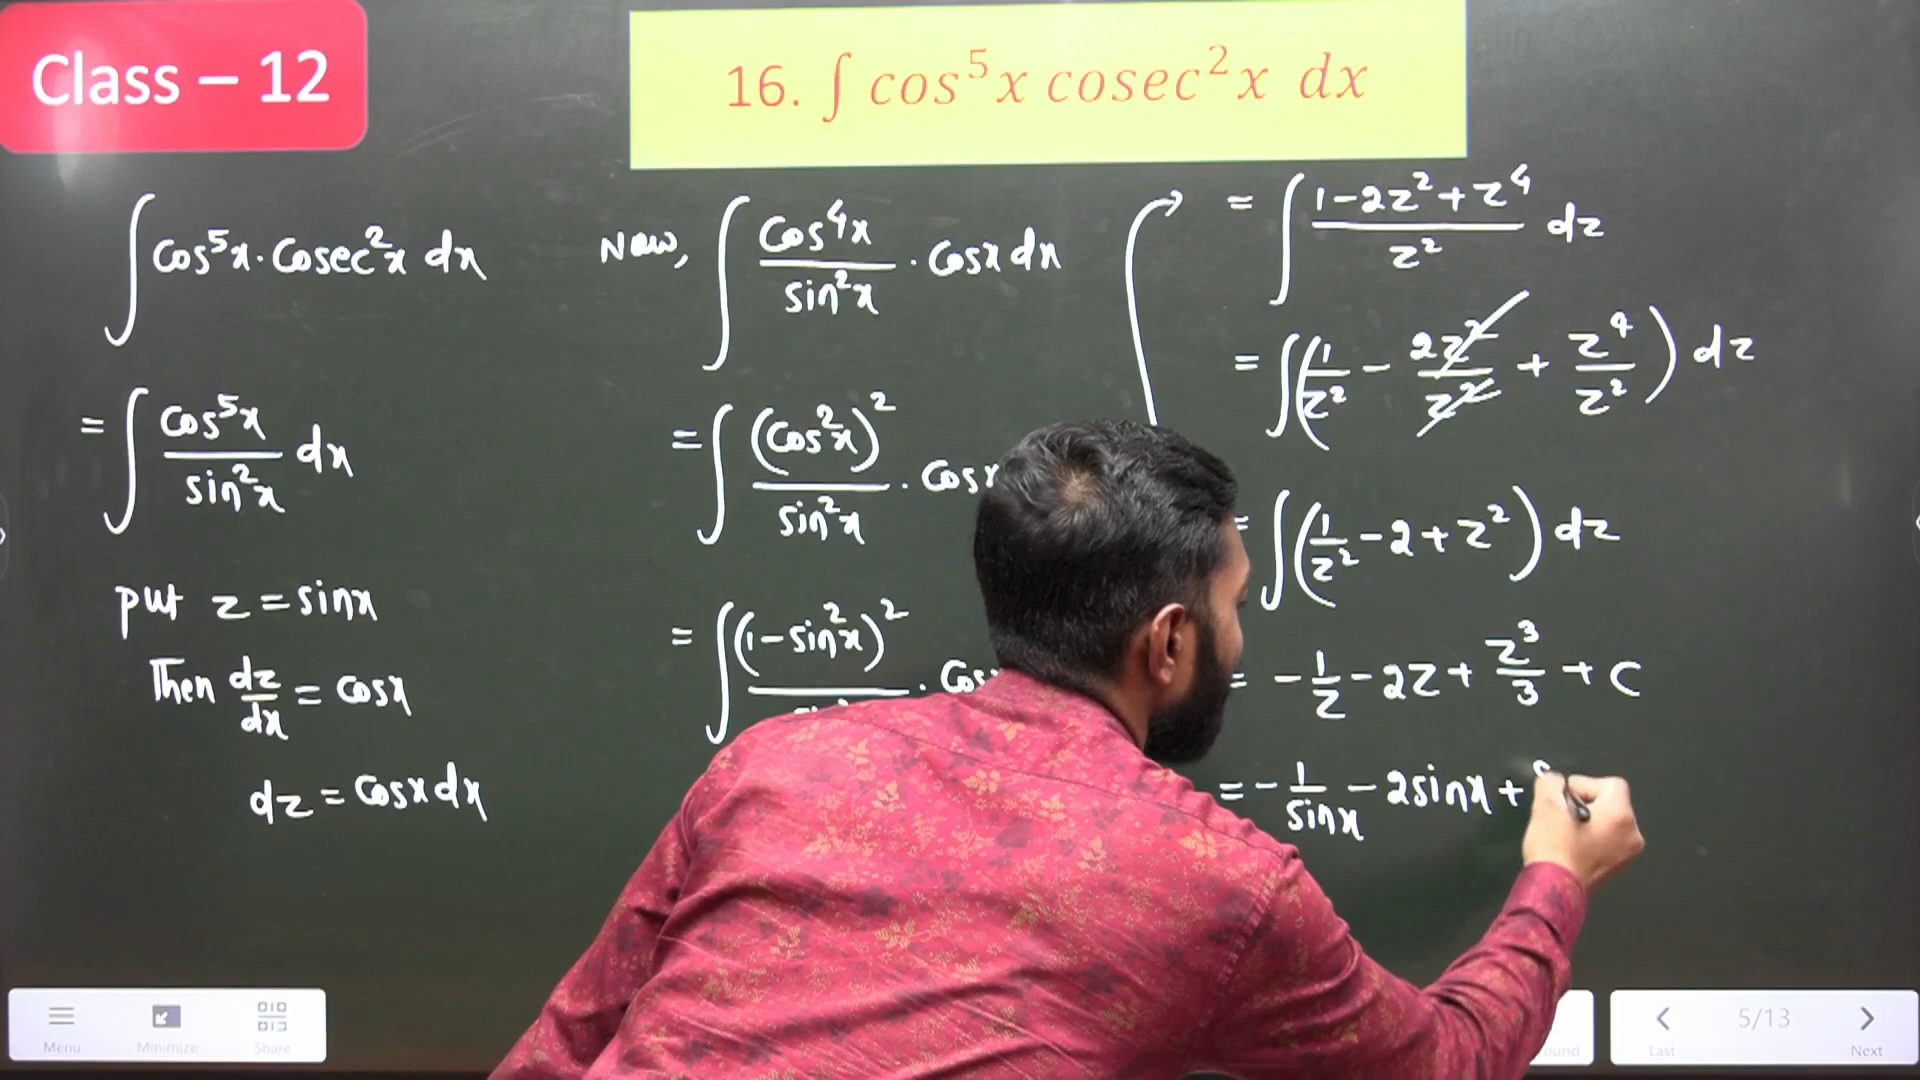 Class – 12
16. ∫ cos⁵x cosec²x dx
∫ cos⁵x · cosec²x dx
= ∫ cos⁵x / sin²x dx
put z = sinx
Then dz/dx = cosx
dz = cosx dx
Now, ∫ cos⁴x / sin²x · cosx dx
= ∫ (cos²x)² / sin²x · cosx
= ∫ (1 - sin²x)² / · cos
= ∫ 1 - 2z² + z⁴ / z² dz
= ∫ (1/z² - 2z²/z² + z⁴/z²) dz
= ∫ (1/z² - 2 + z²) dz
= - 1/z - 2z + z³/3 + c
= - 1/sinx - 2sinx +
Menu
Minimize
Share
5/13
Last
Next